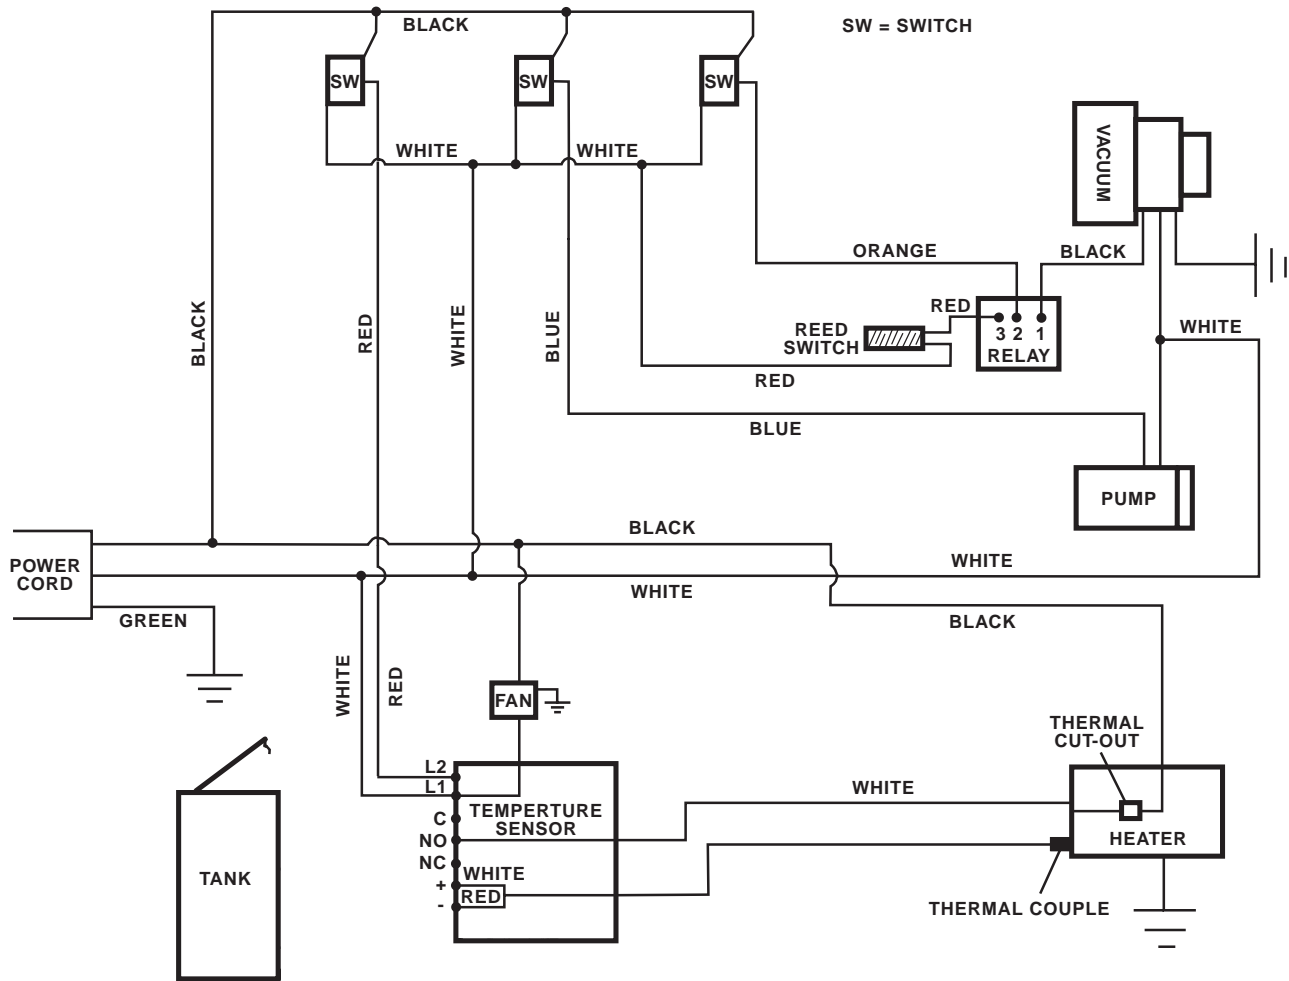 BLACK
SW = SWITCH
SW
SW
SW
VACUUM
WHITE
WHITE
ORANGE
BLACK
BLACK
RED
WHITE
BLUE
RED
REED
SWITCH
3 2 1
RELAY
WHITE
RED
BLUE
PUMP
BLACK
POWER
CORD
WHITE
WHITE
GREEN
BLACK
WHITE
RED
FAN
THERMAL
CUT-OUT
L2
L1
C
NO
NC
+
-
TEMPERTURE
SENSOR
WHITE
RED
WHITE
HEATER
TANK
THERMAL COUPLE